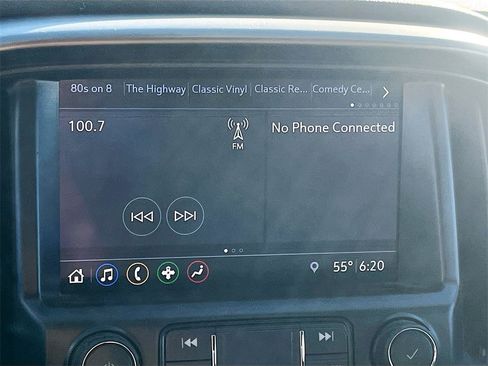 80s on 8 The Highway Classic Vinyl Classic Re... Comedy Ce...
100.7 FM No Phone Connected
55° 6:20